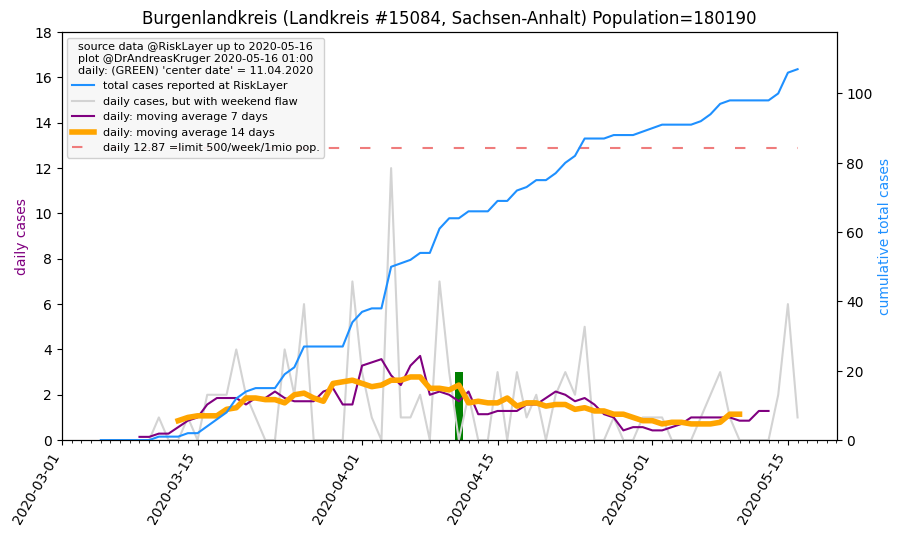 Burgenlandkreis (Landkreis #15084, Sachsen-Anhalt) Population=180190
source data @RiskLayer up to 2020-05-16
plot @DrAndreasKruger 2020-05-16 01:00
daily: (GREEN) 'center date' = 11.04.2020
total cases reported at RiskLayer
daily cases, but with weekend flaw
daily: moving average 7 days
daily: moving average 14 days
daily 12.87 =limit 500/week/1mio pop.
daily cases
18
16
14
12
10
8
6
4
2
0
100
80
60
40
20
0
cumulative total cases
2020-03-01
2020-03-15
2020-04-01
2020-04-15
2020-05-01
2020-05-15